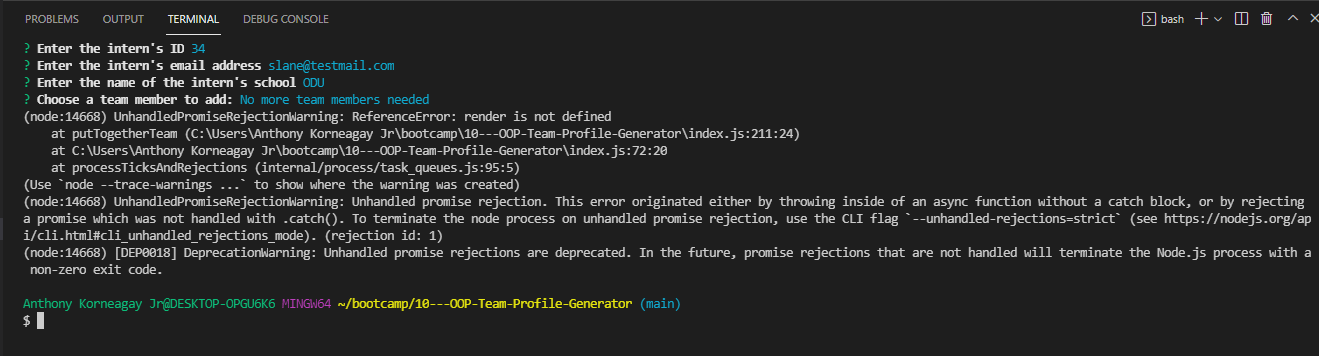 PROBLEMS OUTPUT TERMINAL DEBUG CONSOLE bash
? Enter the intern's ID 34
? Enter the intern's email address slane@testmail.com
? Enter the name of the intern's school ODU
? Choose a team member to add: No more team members needed
(node:14668) UnhandledPromiseRejectionWarning: ReferenceError: render is not defined
    at putTogetherTeam (C:\Users\Anthony Korneagay Jr\bootcamp\10---OOP-Team-Profile-Generator\index.js:211:24)
    at C:\Users\Anthony Korneagay Jr\bootcamp\10---OOP-Team-Profile-Generator\index.js:72:20
    at processTicksAndRejections (internal/process/task_queues.js:95:5)
(Use `node --trace-warnings ...` to show where the warning was created)
(node:14668) UnhandledPromiseRejectionWarning: Unhandled promise rejection. This error originated either by throwing inside of an async function without a catch block, or by rejecting
a promise which was not handled with .catch(). To terminate the node process on unhandled promise rejection, use the CLI flag `--unhandled-rejections=strict` (see https://nodejs.org/ap
i/cli.html#cli_unhandled_rejections_mode). (rejection id: 1)
(node:14668) [DEP0018] DeprecationWarning: Unhandled promise rejections are deprecated. In the future, promise rejections that are not handled will terminate the Node.js process with a
 non-zero exit code.
Anthony Korneagay Jr@DESKTOP-OPGU6K6 MINGW64 ~/bootcamp/10---OOP-Team-Profile-Generator (main)
$